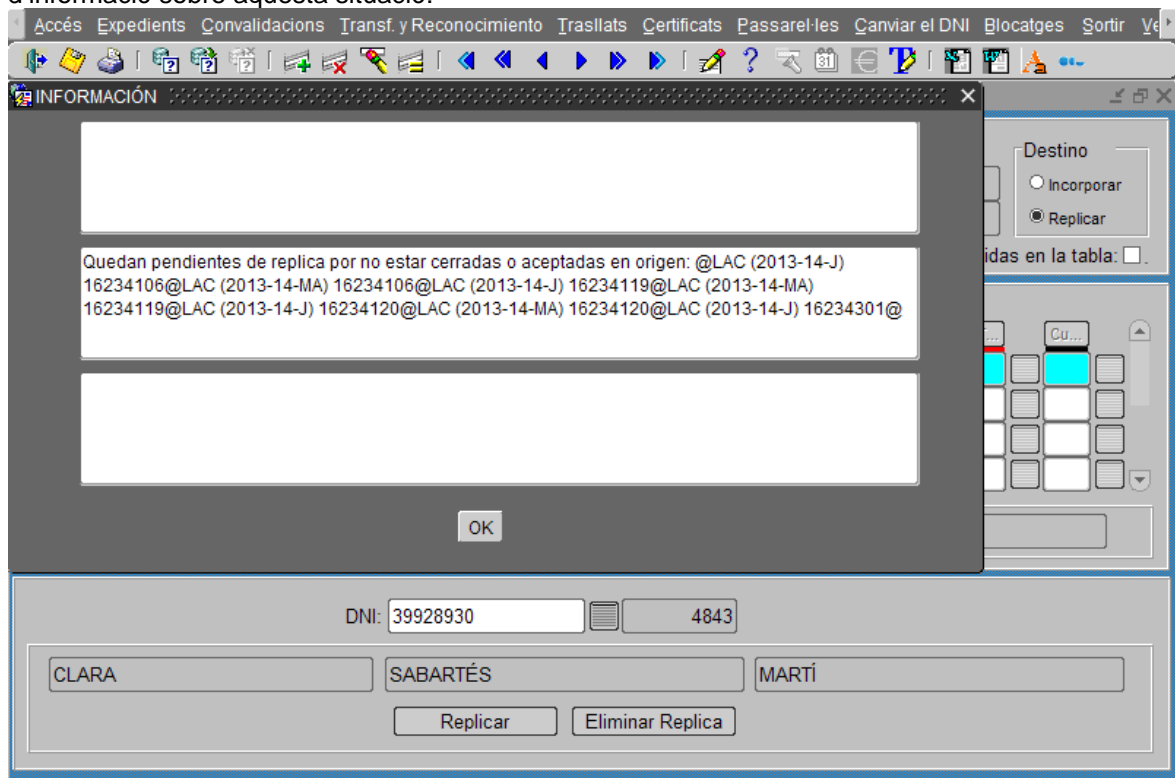 d'informació sobre aquesta situació.
Accés Expedients Convalidacions Transf. y Reconocimiento Trasllats Certificats Passarel·les Canviar el DNI Blocatges Sortir
INFORMACIÓN
Destino
Incorporar
Replicar
idas en la tabla:
Quedan pendientes de replica por no estar cerradas o aceptadas en origen: @LAC (2013-14-J)
16234106@LAC (2013-14-MA) 16234106@LAC (2013-14-J) 16234119@LAC (2013-14-MA)
16234119@LAC (2013-14-J) 16234120@LAC (2013-14-MA) 16234120@LAC (2013-14-J) 16234301@
Cu...
OK
DNI: 39928930 4843
CLARA SABARTÉS MARTÍ
Replicar Eliminar Replica